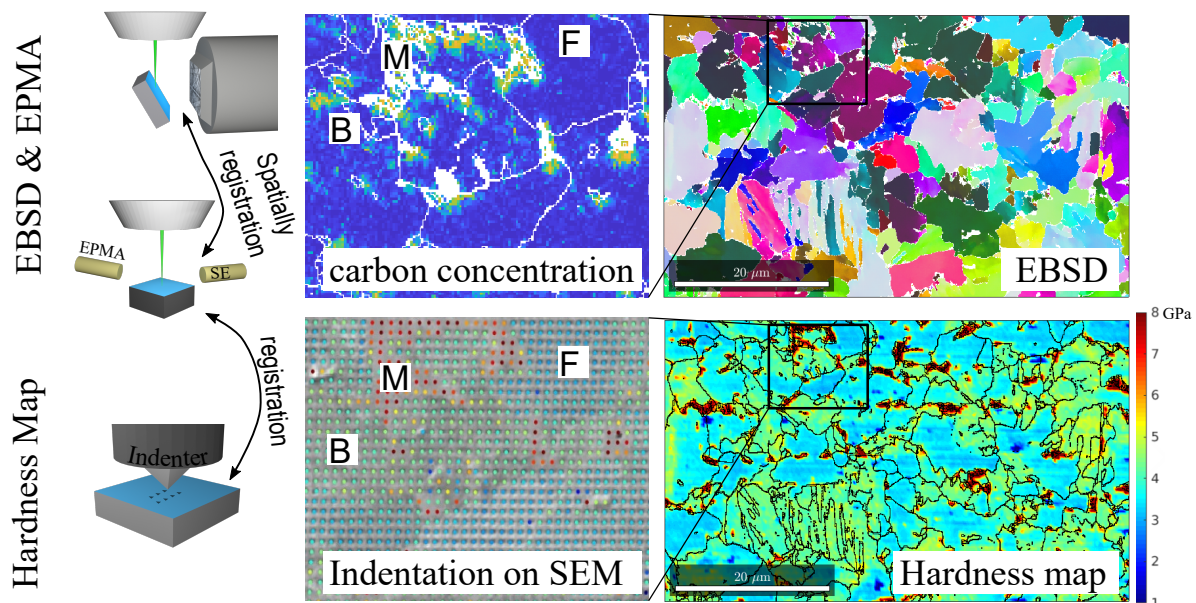 EBSD & EPMA
Spatially
registration
EPMA
SE
M
F
B
carbon concentration
20 μm
EBSD
Hardness Map
registration
Indenter
M
F
B
Indentation on SEM
20 μm
Hardness map
8 GPa
7
6
5
4
3
2
1